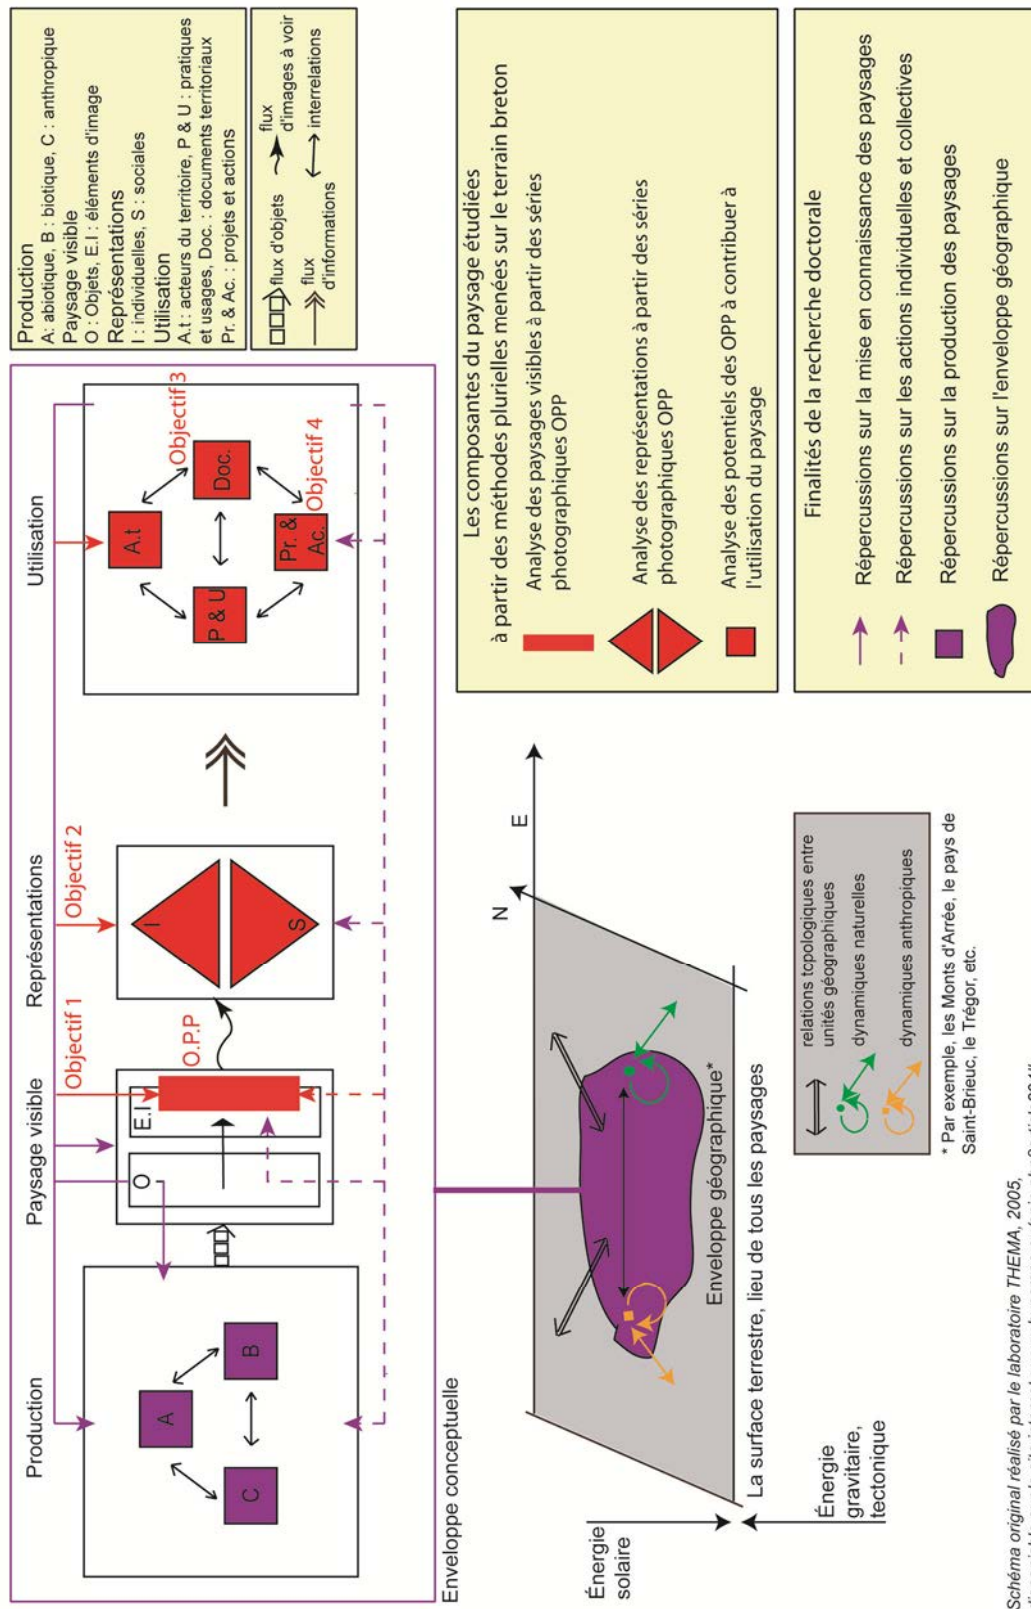 Production
Paysage visible
Représentations
Utilisation
Objectif 1
Objectif 2
Objectif 3
Objectif 4
A
B
C
O
E.I
O.P.P
I
S
A.t
P & U
Doc.
Pr. &
Ac.
Enveloppe conceptuelle
Production
A: abiotique, B : biotique, C : anthropique
Paysage visible
O : Objets, E.I : éléments d'image
Représentations
I : individuelles, S : sociales
Utilisation
A.t : acteurs du territoire, P & U : pratiques
et usages, Doc. : documents territoriaux
Pr. & Ac. : projets et actions
flux d'objets
flux
d'images à voir
flux
d'informations
interrelations
Les composantes du paysage étudiées
à partir des méthodes plurielles menées sur le terrain breton
Analyse des paysages visibles à partir des séries
photographiques OPP
Analyse des représentations à partir des séries
photographiques OPP
Analyse des potentiels des OPP à contribuer à
l'utilisation du paysage
Finalités de la recherche doctorale
Répercussions sur la mise en connaissance des paysages
Répercussions sur les actions individuelles et collectives
Répercussions sur la production des paysages
Répercussions sur l'enveloppe géographique
N
E
Enveloppe géographique*
La surface terrestre, lieu de tous les paysages
Énergie
solaire
Énergie
gravitaire,
tectonique
relations topologiques entre
unités géographiques
dynamiques naturelles
dynamiques anthropiques
* Par exemple, les Monts d'Arrée, le pays de
Saint-Brieuc, le Trégor, etc.
Schéma original réalisé par le laboratoire THEMA, 2005,